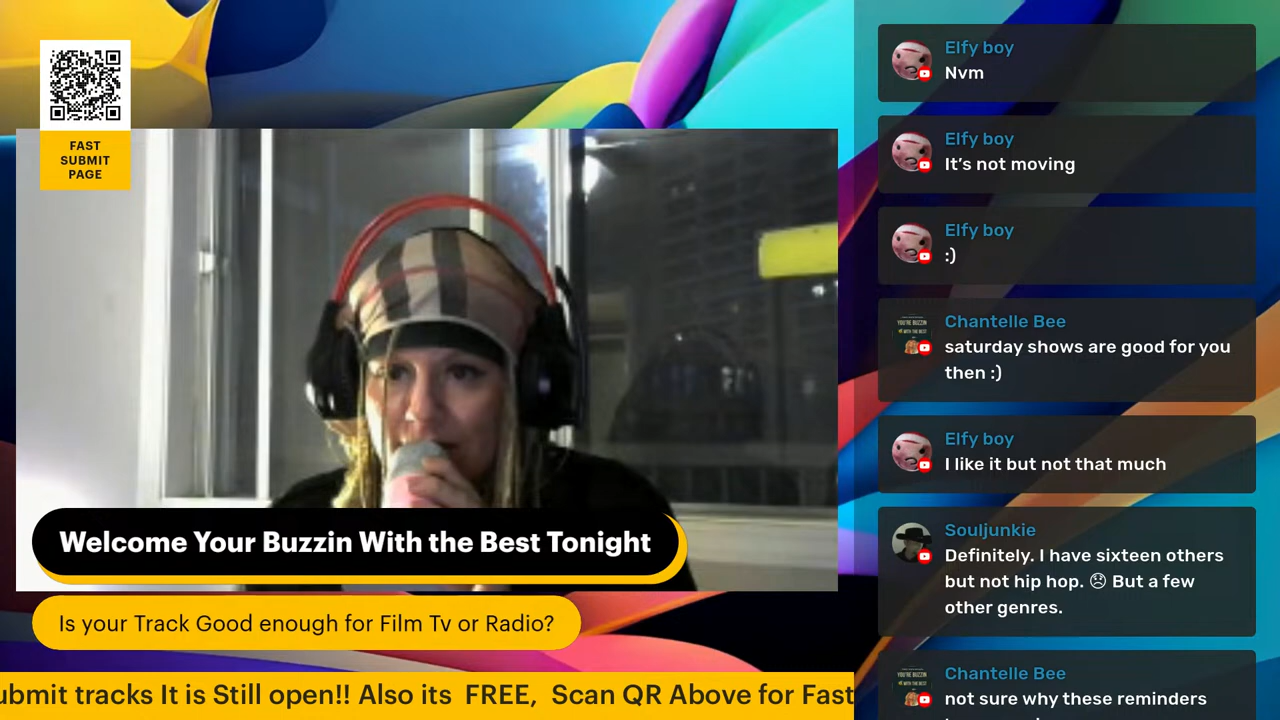 FAST
SUBMIT
PAGE
Welcome Your Buzzin With the Best Tonight
Is your Track Good enough for Film Tv or Radio?
ubmit tracks It is Still open!! Also its FREE, Scan QR Above for Fast
Elfy boy
Nvm
Elfy boy
It's not moving
Elfy boy
:)
Chantelle Bee
saturday shows are good for you
then :)
Elfy boy
I like it but not that much
Souljunkie
Definitely. I have sixteen others
but not hip hop. 😞 But a few
other genres.
Chantelle Bee
not sure why these reminders